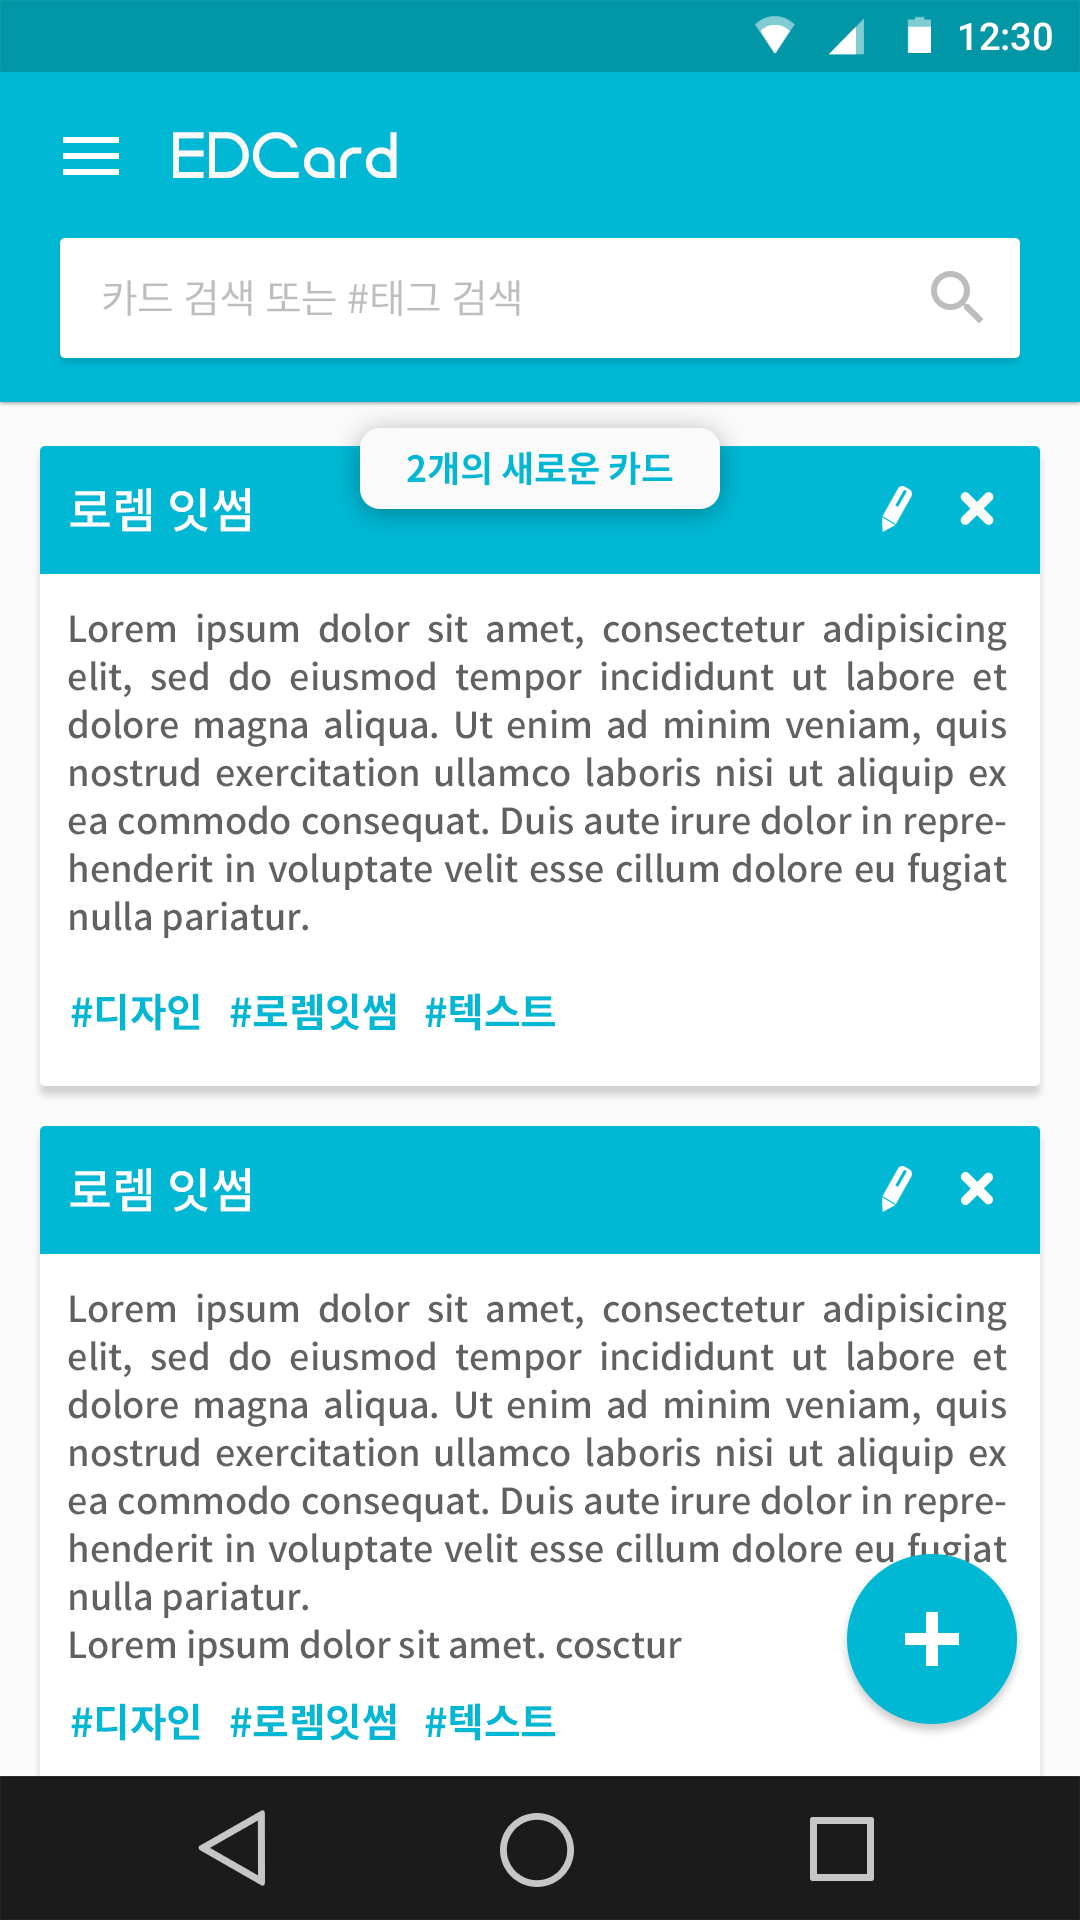 12:30
EDCard
카드 검색 또는 #태그 검색
2개의 새로운 카드
로렘 잇썸
Lorem ipsum dolor sit amet, consectetur adipisicing
elit, sed do eiusmod tempor incididunt ut labore et
dolore magna aliqua. Ut enim ad minim veniam, quis
nostrud exercitation ullamco laboris nisi ut aliquip ex
ea commodo consequat. Duis aute irure dolor in repre-
henderit in voluptate velit esse cillum dolore eu fugiat
nulla pariatur.
#디자인 #로렘잇썸 #텍스트
로렘 잇썸
Lorem ipsum dolor sit amet, consectetur adipisicing
elit, sed do eiusmod tempor incididunt ut labore et
dolore magna aliqua. Ut enim ad minim veniam, quis
nostrud exercitation ullamco laboris nisi ut aliquip ex
ea commodo consequat. Duis aute irure dolor in repre-
henderit in voluptate velit esse cillum dolore eu fugiat
nulla pariatur.
Lorem ipsum dolor sit amet. cosctur
#디자인 #로렘잇썸 #텍스트